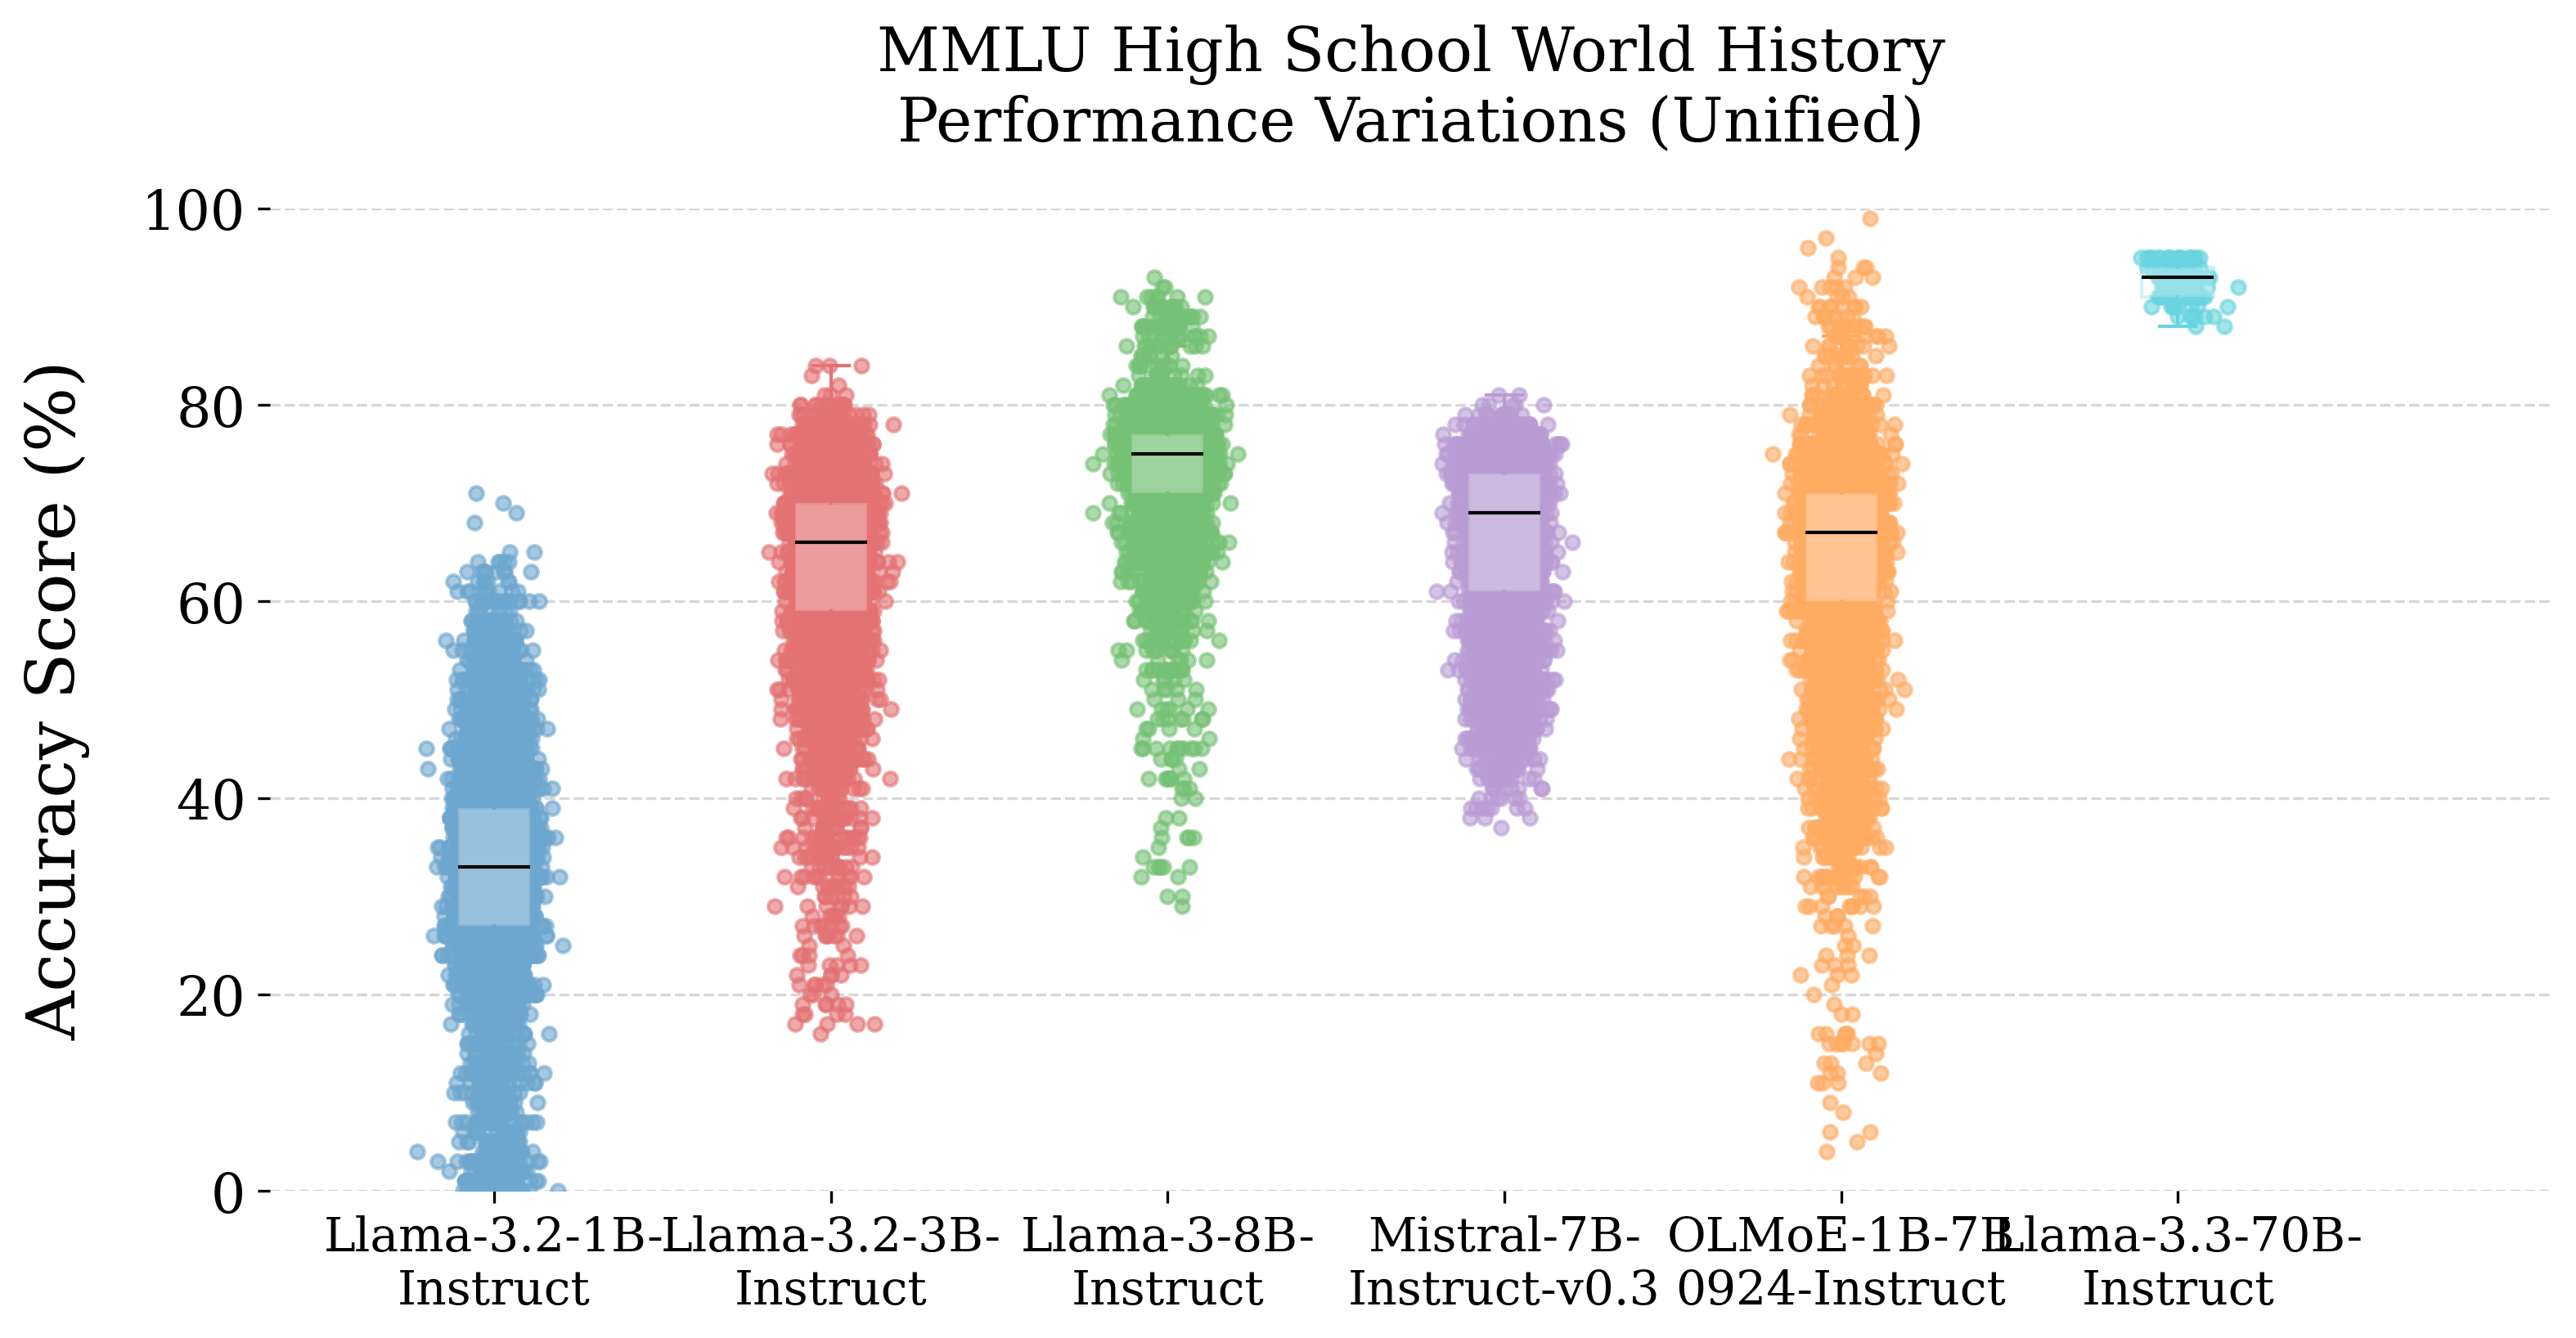 MMLU High School World History
Performance Variations (Unified)
Accuracy Score (%)
100
80
60
40
20
0
Llama-3.2-1B-
Instruct
Llama-3.2-3B-
Instruct
Llama-3-8B-
Instruct
Mistral-7B-
Instruct-v0.3
OLMoE-1B-7B
0924-Instruct
Llama-3.3-70B-
Instruct